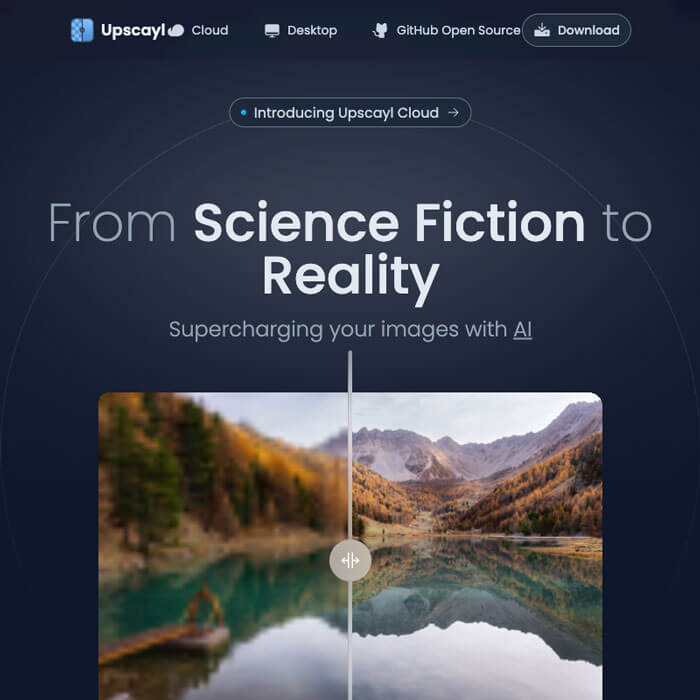 Upscayl Cloud Desktop GitHub Open Source Download
Introducing Upscayl Cloud →
From Science Fiction to
Reality
Supercharging your images with AI